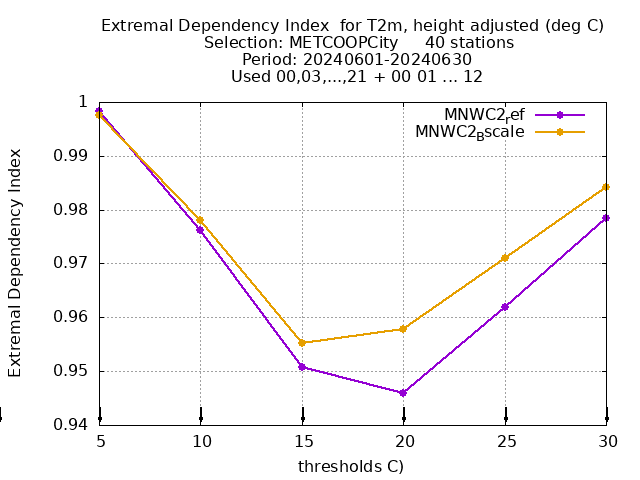 Extremal Dependency Index  for T2m, height adjusted (deg C)
Selection: METCOOPCity     40 stations
Period: 20240601-20240630
Used 00,03,...,21 + 00 01 ... 12
MNWC2ref
MNWC2Bscale
Extremal Dependency Index
1
0.99
0.98
0.97
0.96
0.95
0.94
5 10 15 20 25 30
thresholds C)